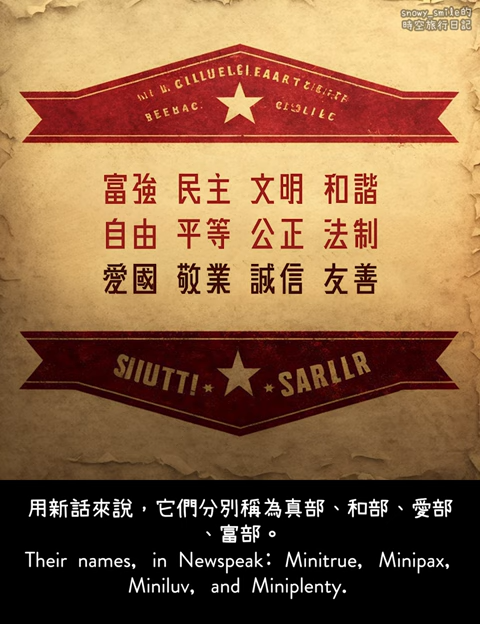 snowy_smile的
時空旅行日記
富強 民主 文明 和諧
自由 平等 公正 法制
愛國 敬業 誠信 友善
SIIUTT! SARLLR
用新話來說，它們分別稱為真部、和部、愛部
、富部。
Their names, in Newspeak: Minitrue, Minipax,
Miniluv, and Miniplenty.